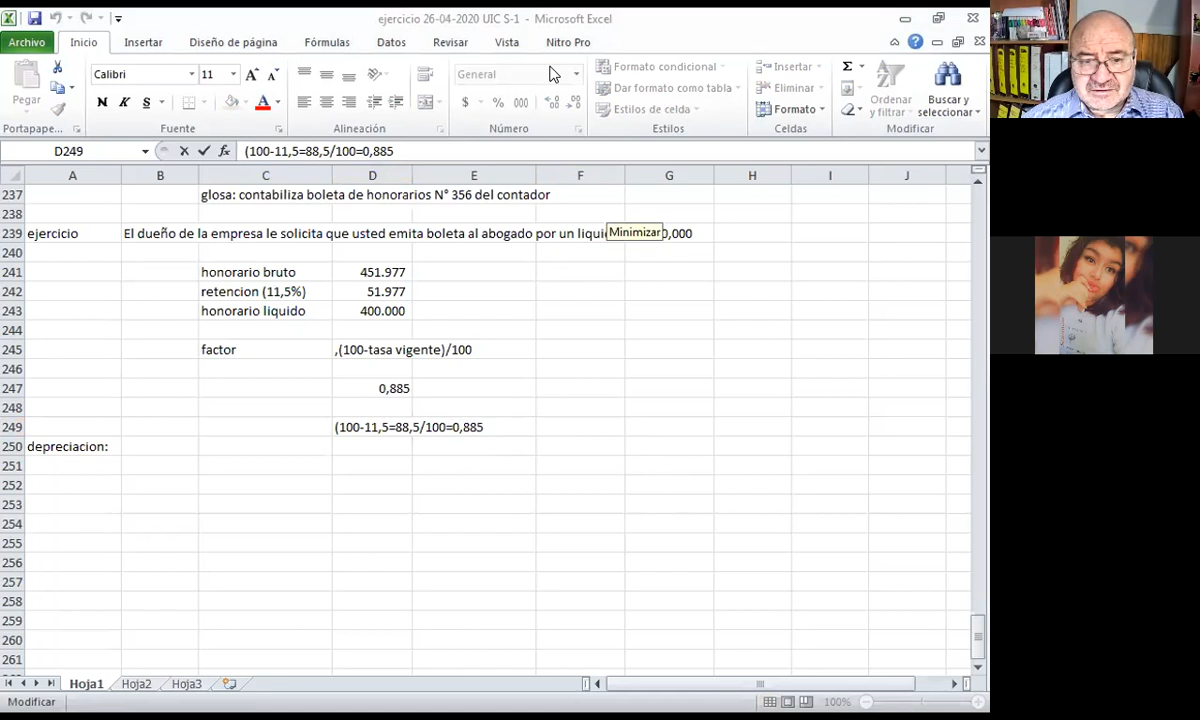 ejercicio 26-04-2020 UIC S-1 - Microsoft Excel
Archivo Inicio Insertar Diseño de página Fórmulas Datos Revisar Vista Nitro Pro
Calibri 11 General
Formato condicional Insertar
Pegar N K S $ % 000
Dar formato como tabla Eliminar
Ordenar y filtrar Buscar y seleccionar
Estilos de celda Formato
Portapape... Fuente Alineación Número Estilos Celdas Modificar
D249 fx (100-11,5=88,5/100=0,885
A B C D E F G H I J
237 glosa: contabiliza boleta de honorarios N° 356 del contador
238
239 ejercicio El dueño de la empresa le solicita que usted emita boleta al abogado por un liqui Minimizar 0,000
240
241 honorario bruto 451.977
242 retencion (11,5%) 51.977
243 honorario liquido 400.000
244
245 factor ,(100-tasa vigente)/100
246
247 0,885
248
249 (100-11,5=88,5/100=0,885
250 depreciacion:
251
252
253
254
255
256
257
258
259
260
261
Hoja1 Hoja2 Hoja3
Modificar 100%